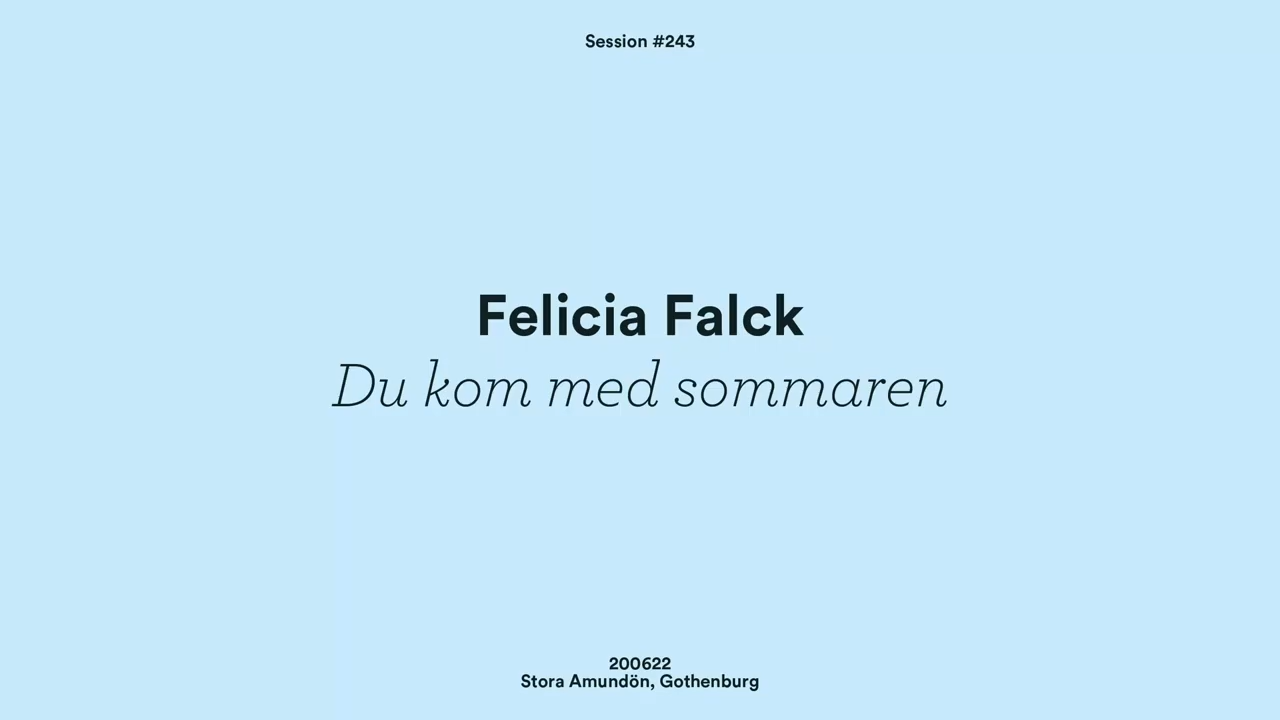 Session #243
Felicia Falck
Du kom med sommaren
200622
Stora Amundön, Gothenburg